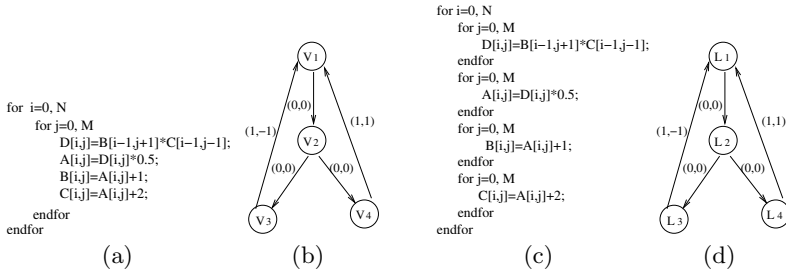 for i=0, N
for j=0, M
D[i,j]=B[i−1,j+1]*C[i−1,j−1];
A[i,j]=D[i,j]*0.5;
B[i,j]=A[i,j]+1;
C[i,j]=A[i,j]+2;
endfor
endfor
(a)
V1
(0,0)
(1,−1)
(1,1)
V2
(0,0)
(0,0)
V3
V4
(b)
for i=0, N
for j=0, M
D[i,j]=B[i−1,j+1]*C[i−1,j−1];
endfor
for j=0, M
A[i,j]=D[i,j]*0.5;
endfor
for j=0, M
B[i,j]=A[i,j]+1;
endfor
for j=0, M
C[i,j]=A[i,j]+2;
endfor
endfor
(c)
L1
(0,0)
(1,−1)
(1,1)
L2
(0,0)
(0,0)
L3
L4
(d)